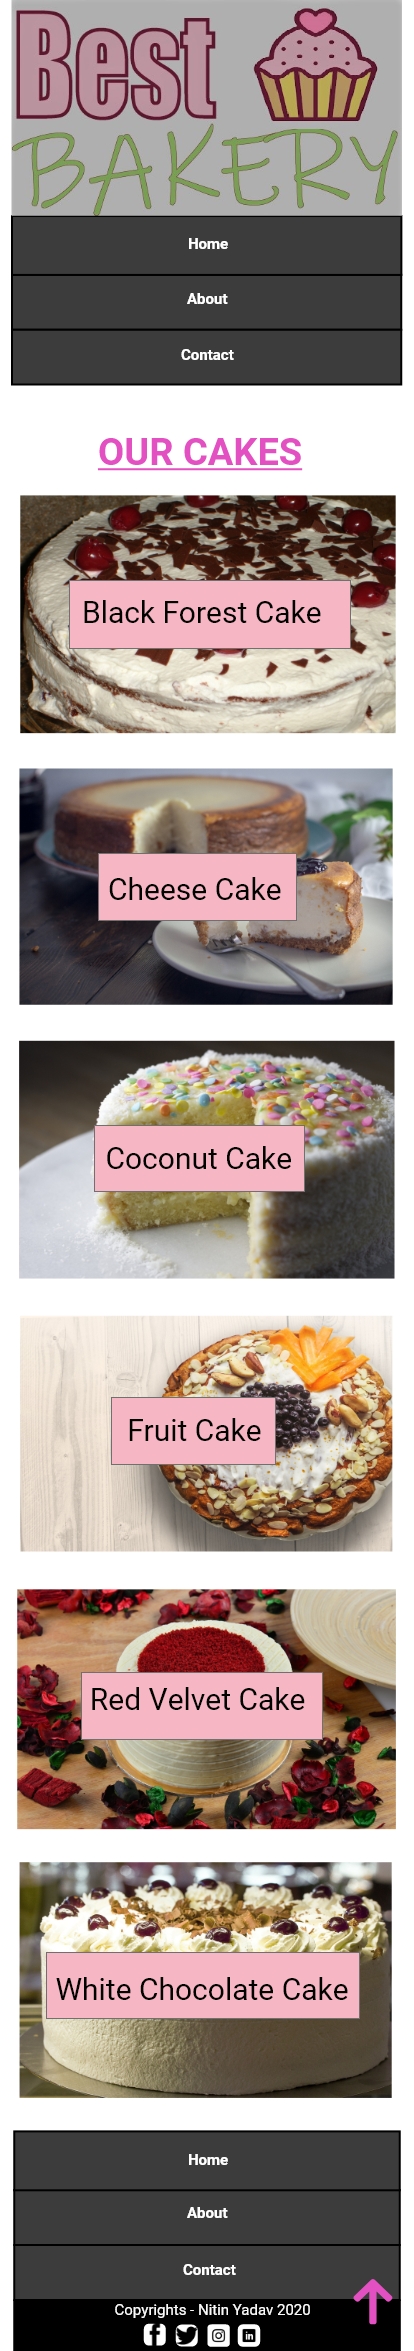 Best
BAKERY
Home
About
Contact
OUR CAKES
Black Forest Cake
Cheese Cake
Coconut Cake
Fruit Cake
Red Velvet Cake
White Chocolate Cake
Home
About
Contact
Copyrights - Nitin Yadav 2020